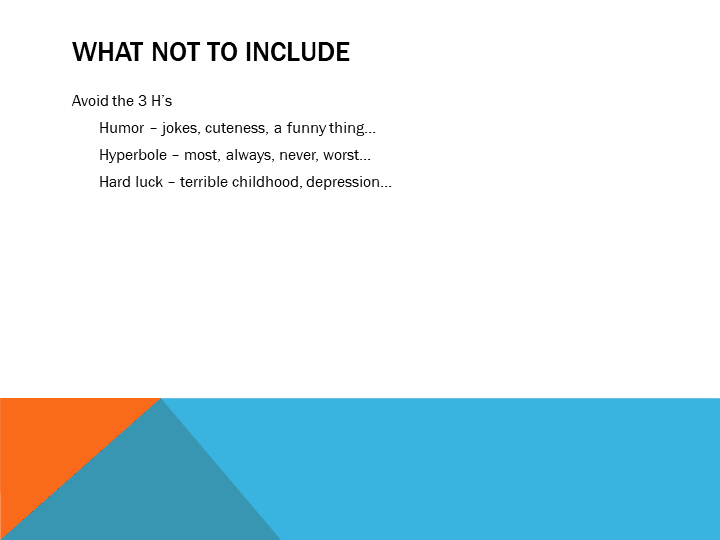 WHAT NOT TO INCLUDE
Avoid the 3 H’s
Humor – jokes, cuteness, a funny thing…
Hyperbole – most, always, never, worst…
Hard luck – terrible childhood, depression…